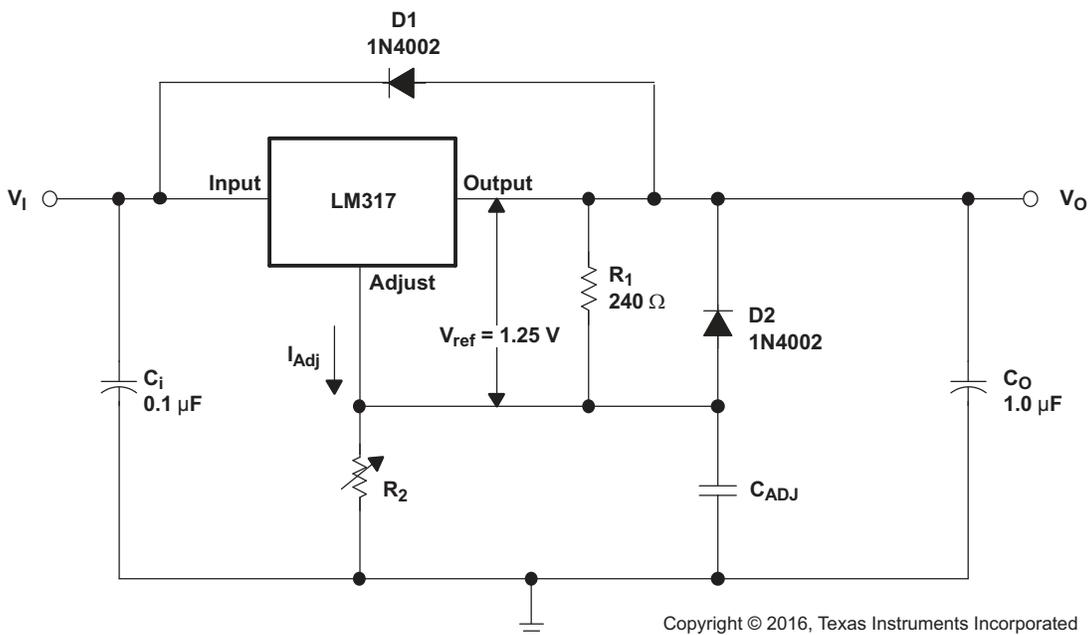 D1
1N4002
Input
Output
V_I
LM317
V_O
Adjust
R_1
240 Ω
V_ref = 1.25 V
D2
1N4002
I_Adj
C_i
0.1 µF
C_O
1.0 µF
R_2
C_ADJ
Copyright © 2016, Texas Instruments Incorporated